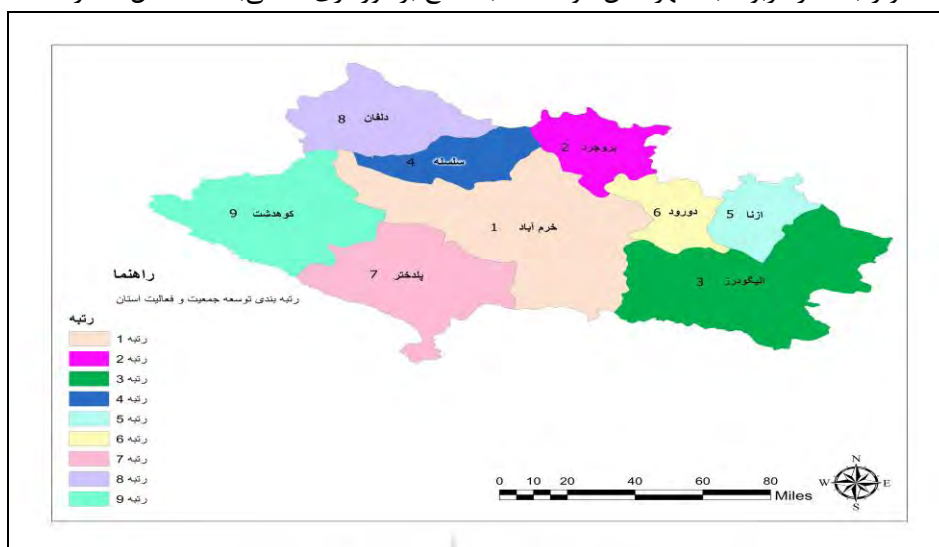 دلفان 8
بروجرد 2
سلسله 4
کوهدشت 9
خرم آباد 1
دورود 6
ازنا 5
پلدختر 7
الیگودرز 3
راهنما
رتبه بندی توسعه جمعیت و فعالیت استان
رتبه
رتبه 1
رتبه 2
رتبه 3
رتبه 4
رتبه 5
رتبه 6
رتبه 7
رتبه 8
رتبه 9
0 10 20 40 60 80
Miles
N
W E
S